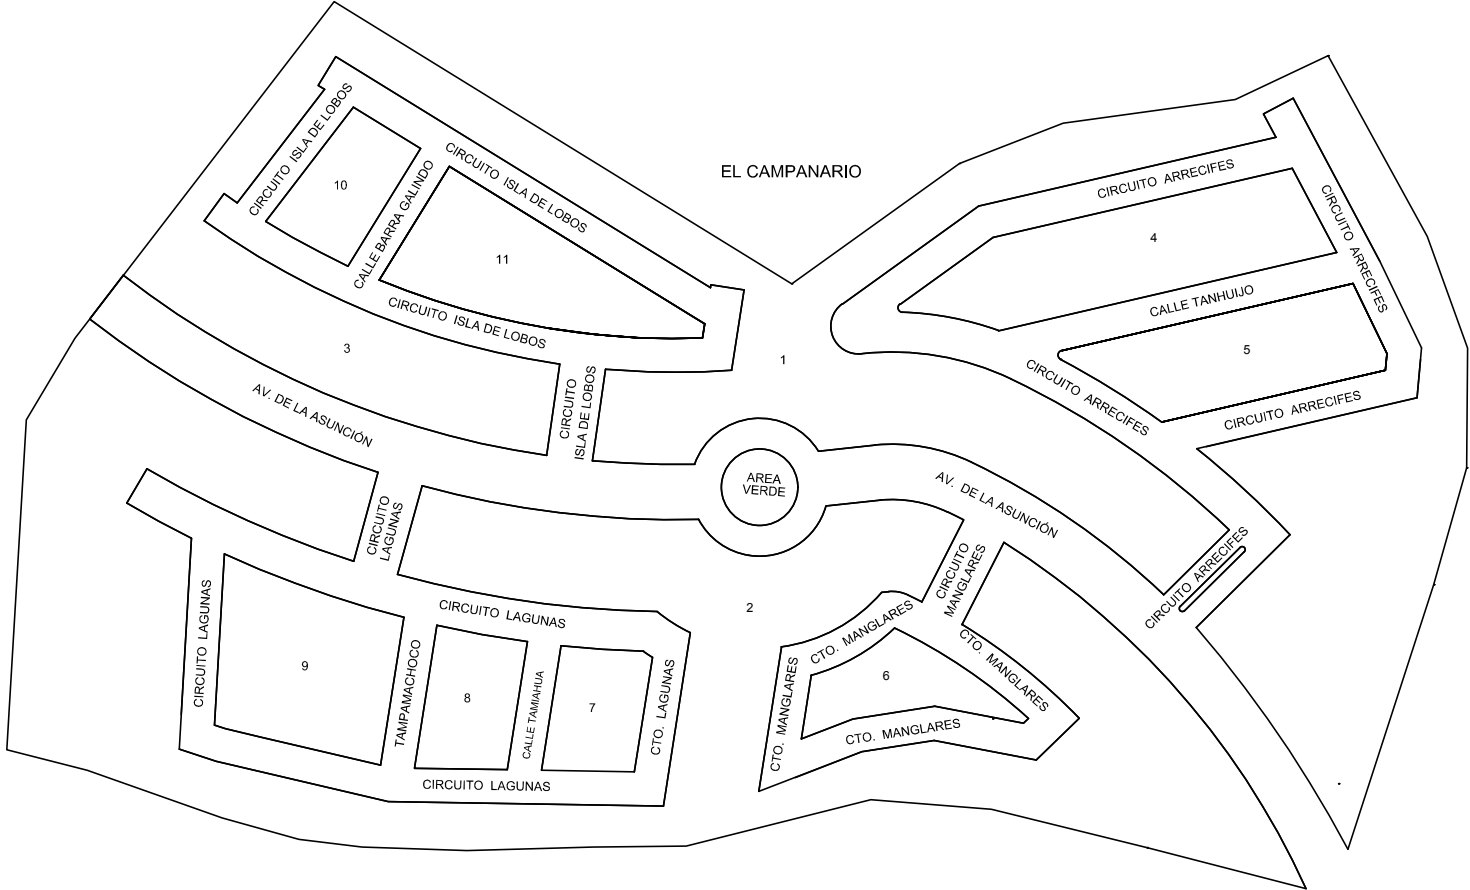 EL CAMPANARIO
CIRCUITO ISLA DE LOBOS
CIRCUITO ISLA DE LOBOS
10
CALLE BARRA GALINDO
11
CIRCUITO ISLA DE LOBOS
3
CIRCUITO
ISLA DE LOBOS
1
CIRCUITO ARRECIFES
CIRCUITO ARRECIFES
4
CALLE TANHUIJO
5
CIRCUITO ARRECIFES
CIRCUITO ARRECIFES
AV. DE LA ASUNCIÓN
AREA
VERDE
AV. DE LA ASUNCIÓN
CIRCUITO ARRECIFES
CIRCUITO
LAGUNAS
CIRCUITO
MANGLARES
CIRCUITO LAGUNAS
CIRCUITO LAGUNAS
2
CTO. MANGLARES
CTO. MANGLARES
CTO. MANGLARES
6
CTO. MANGLARES
9
TAMPAMACHOCO
8
CALLE TAMIAHUA
7
CTO. LAGUNAS
CIRCUITO LAGUNAS